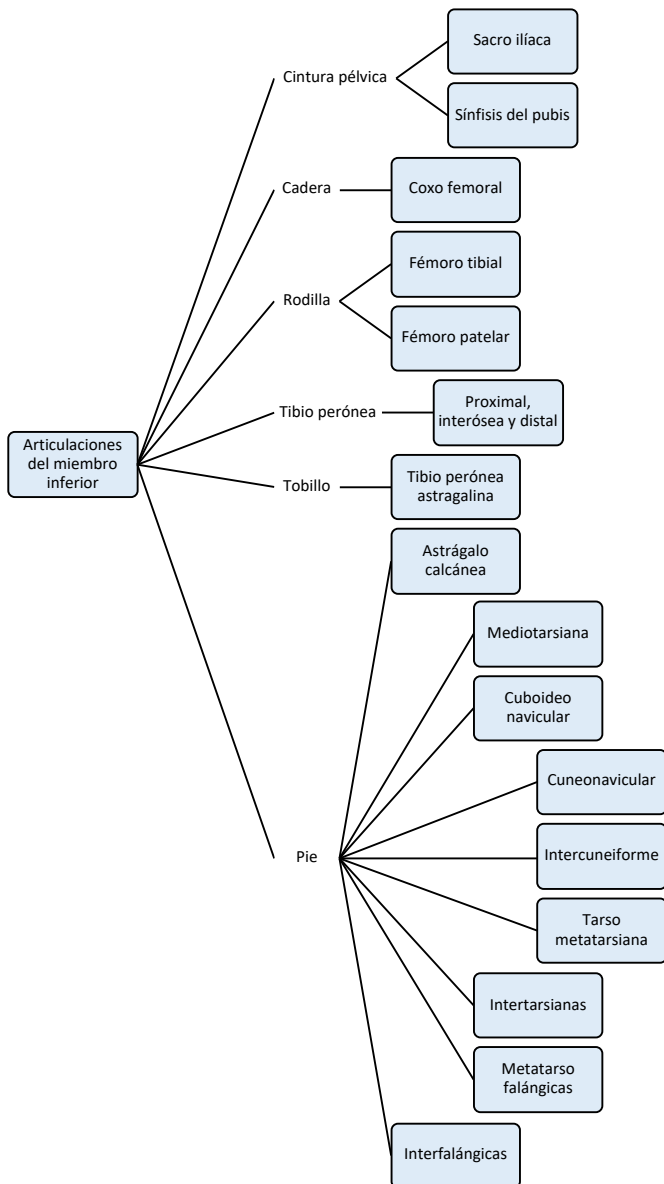 Articulaciones
del miembro
inferior
Cintura pélvica
Sacro ilíaca
Sínfisis del pubis
Cadera
Coxo femoral
Rodilla
Fémoro tibial
Fémoro patelar
Tibio perónea
Proximal,
interósea y distal
Tobillo
Tibio perónea
astragalina
Pie
Astrágalo
calcánea
Mediotarsiana
Cuboideo
navicular
Cuneonavicular
Intercuneiforme
Tarso
metatarsiana
Intertarsianas
Metatarso
falángicas
Interfalángicas